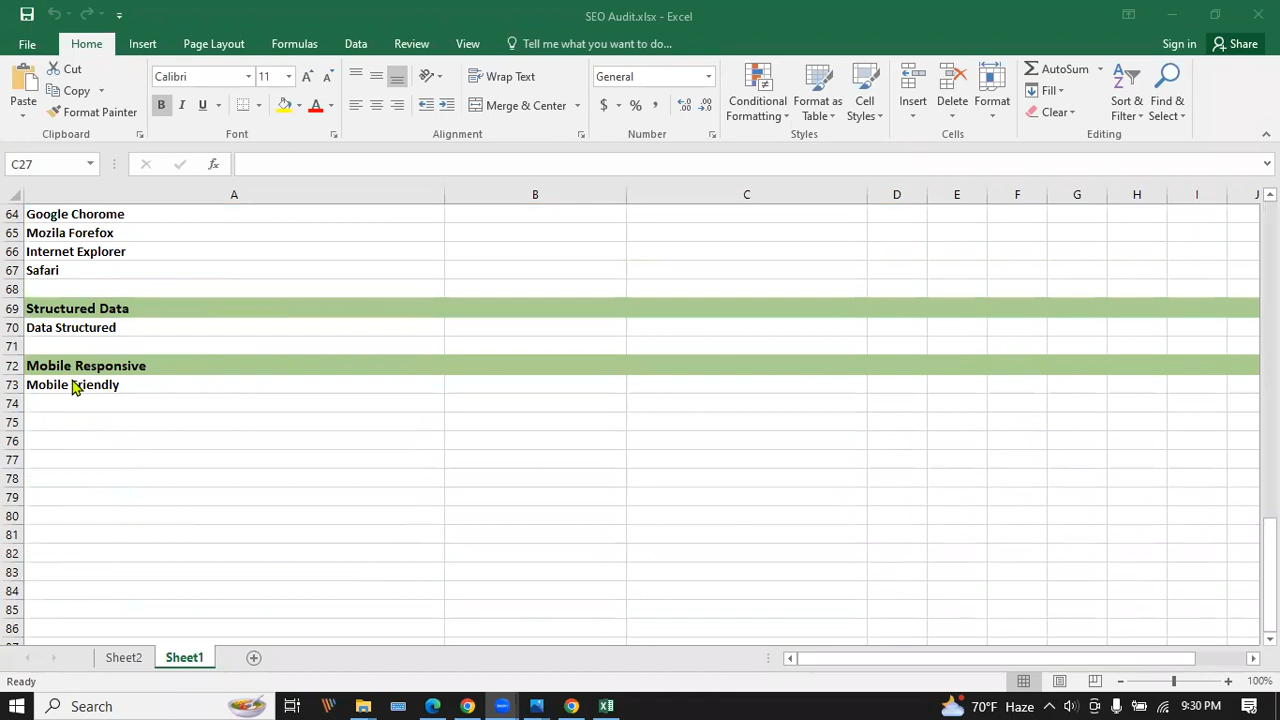 SEO Audit.xlsx - Excel
File Home Insert Page Layout Formulas Data Review View Tell me what you want to do... Sign in Share
Cut
Copy
Format Painter
Paste
Calibri 11
B I U
Wrap Text
Merge & Center
General
$ % ,
Conditional Formatting
Format as Table
Cell Styles
Insert
Delete
Format
AutoSum
Fill
Clear
Sort & Filter
Find & Select
Clipboard Font Alignment Number Styles Cells Editing
C27 fx
A B C D E F G H I J
64 Google Chorome
65 Mozila Forefox
66 Internet Explorer
67 Safari
68
69 Structured Data
70 Data Structured
71
72 Mobile Responsive
73 Mobile Friendly
74
75
76
77
78
79
80
81
82
83
84
85
86
87
Sheet2 Sheet1
Ready 100%
Search 70°F Haze 9:30 PM